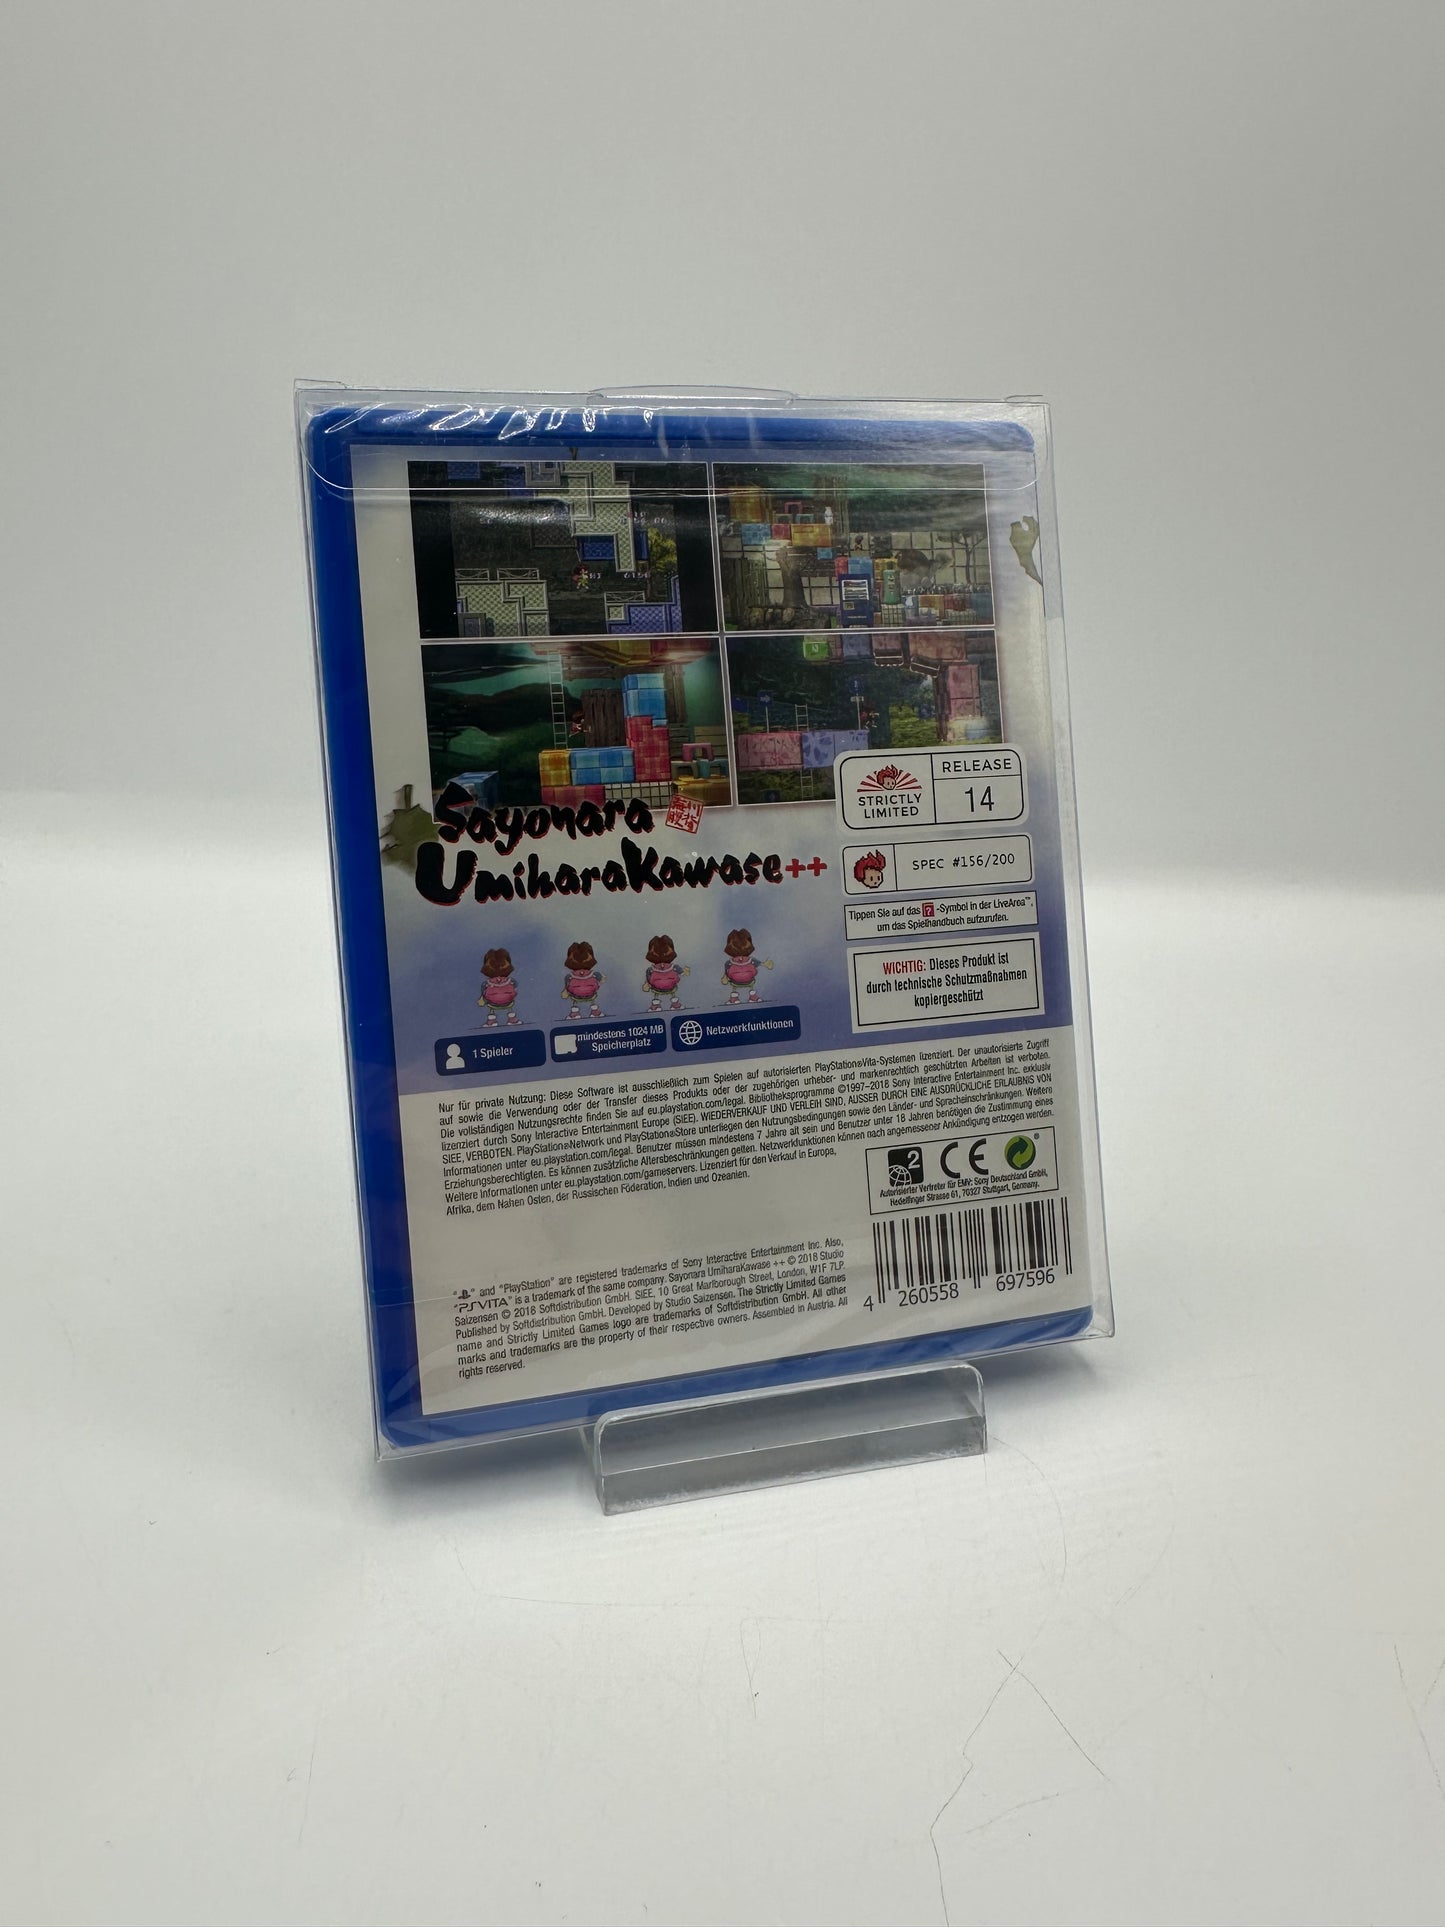 Sayonara
UmiharaKawase++
STRICTLY
LIMITED
RELEASE
14
SPEC #156/200
Tippen Sie auf das ? -Symbol in der LiveArea™,
um das Spielhandbuch aufzurufen.
WICHTIG: Dieses Produkt ist
durch technische Schutzmaßnahmen
kopiergeschützt
1 Spieler
mindestens 1024 MB
Speicherplatz
Netzwerkfunktionen
Nur für private Nutzung: Diese Software ist ausschließlich zum Spielen auf autorisierten PlayStation®Vita-Systemen lizenziert. Der unautorisierte Zugriff
auf sowie die Verwendung oder der Transfer dieses Produkts oder der zugehörigen urheber- und markenrechtlich geschützten Arbeiten ist verboten.
Die vollständigen Nutzungsrechte finden Sie auf eu.playstation.com/legal. Bibliotheksprogramme ©1997–2018 Sony Interactive Entertainment Inc. exklusiv
lizenziert durch Sony Interactive Entertainment Europe (SIEE). WIEDERVERKAUF UND VERLEIH SIND, AUSSER DURCH EINE AUSDRÜCKLICHE ERLAUBNIS VON
SIEE, VERBOTEN. PlayStation®Network und PlayStation®Store unterliegen den Nutzungsbedingungen sowie den Länder- und Spracheinschränkungen. Weitere
Informationen unter eu.playstation.com/legal. Benutzer müssen mindestens 7 Jahre alt sein und Benutzer unter 18 Jahren benötigen die Zustimmung eines
Erziehungsberechtigten. Es können zusätzliche Altersbeschränkungen gelten. Netzwerkfunktionen können nach angemessener Ankündigung entzogen werden.
Weitere Informationen unter eu.playstation.com/gameservers. Lizenziert für den Verkauf in Europa,
Afrika, dem Nahen Osten, der Russischen Föderation, Indien und Ozeanien.
2
CE
Autorisierter Vertreter für EMV: Sony Deutschland GmbH,
Hedelfinger Strasse 61, 70327 Stuttgart, Germany.
" " and "PlayStation" are registered trademarks of Sony Interactive Entertainment Inc. Also,
"PSVITA" is a trademark of the same company. Sayonara UmiharaKawase ++ © 2018 Studio
Saizensen © 2018 Softdistribution GmbH. SIEE, 10 Great Marlborough Street, London, W1F 7LP.
Published by Softdistribution GmbH. Developed by Studio Saizensen. The Strictly Limited Games
name and Strictly Limited Games logo are trademarks of Softdistribution GmbH. All other
marks and trademarks are the property of their respective owners. Assembled in Austria. All
rights reserved.
4 260558 697596